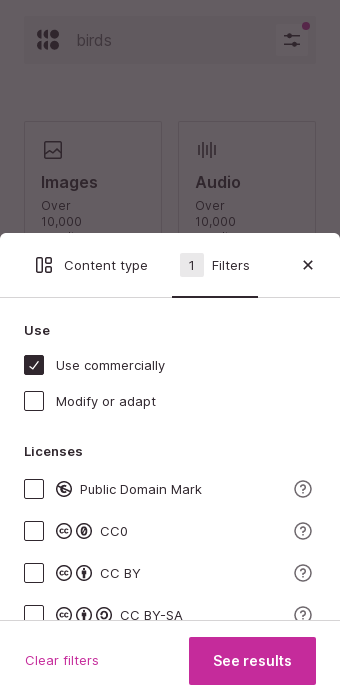 birds
Images
Audio
Over
10,000
Over
10,000
Content type
1 Filters
Use
Use commercially
Modify or adapt
Licenses
Public Domain Mark
CC0
CC BY
CC BY-SA
Clear filters
See results